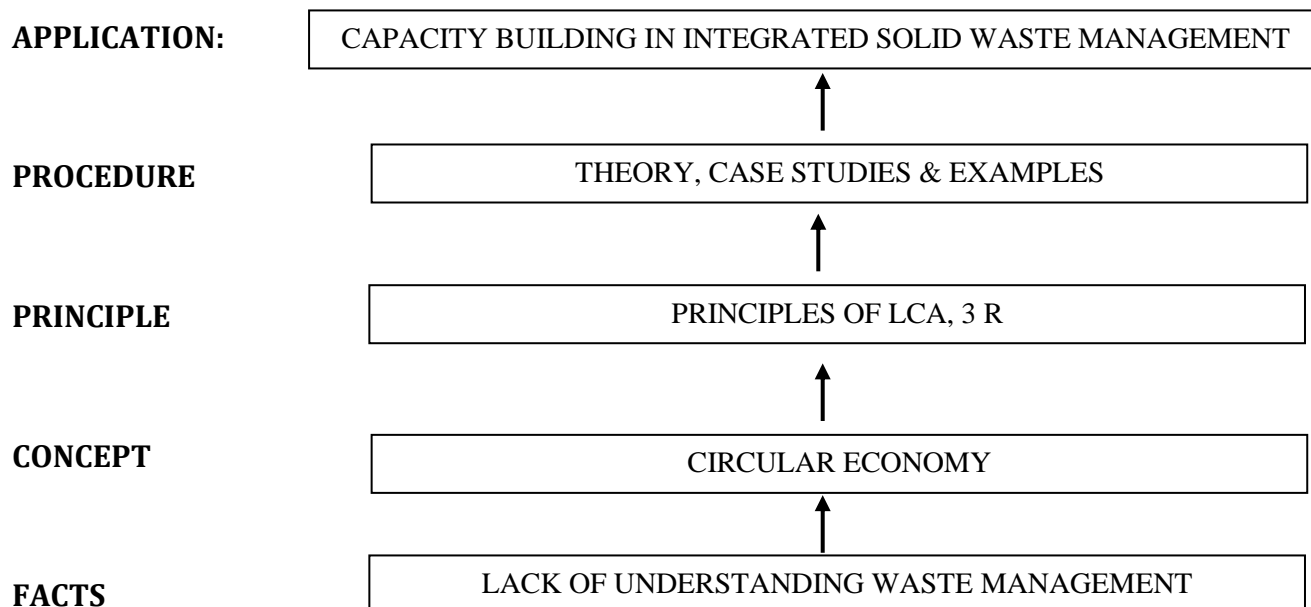 APPLICATION: CAPACITY BUILDING IN INTEGRATED SOLID WASTE MANAGEMENT
PROCEDURE THEORY, CASE STUDIES & EXAMPLES
PRINCIPLE PRINCIPLES OF LCA, 3 R
CONCEPT CIRCULAR ECONOMY
FACTS LACK OF UNDERSTANDING WASTE MANAGEMENT